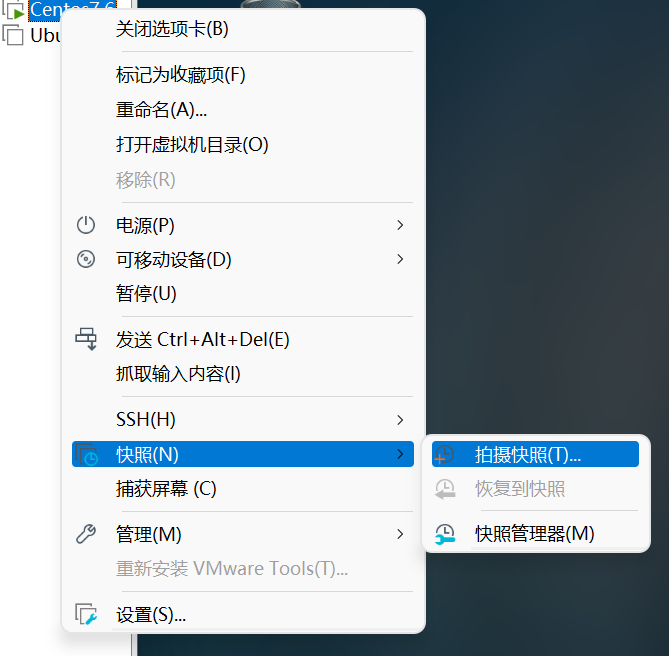 Centos7.6
Ubu
关闭选项卡(B)
标记为收藏项(F)
重命名(A)...
打开虚拟机目录(O)
移除(R)
电源(P)
可移动设备(D)
暂停(U)
发送 Ctrl+Alt+Del(E)
抓取输入内容(I)
SSH(H)
快照(N)
拍摄快照(T)...
捕获屏幕 (C)
恢复到快照
管理(M)
快照管理器(M)
重新安装 VMware Tools(T)...
设置(S)...